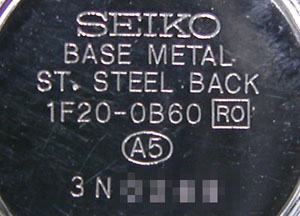 SEIKO
BASE METAL
ST. STEEL BACK
1F20-0B60 RO
A5
3N